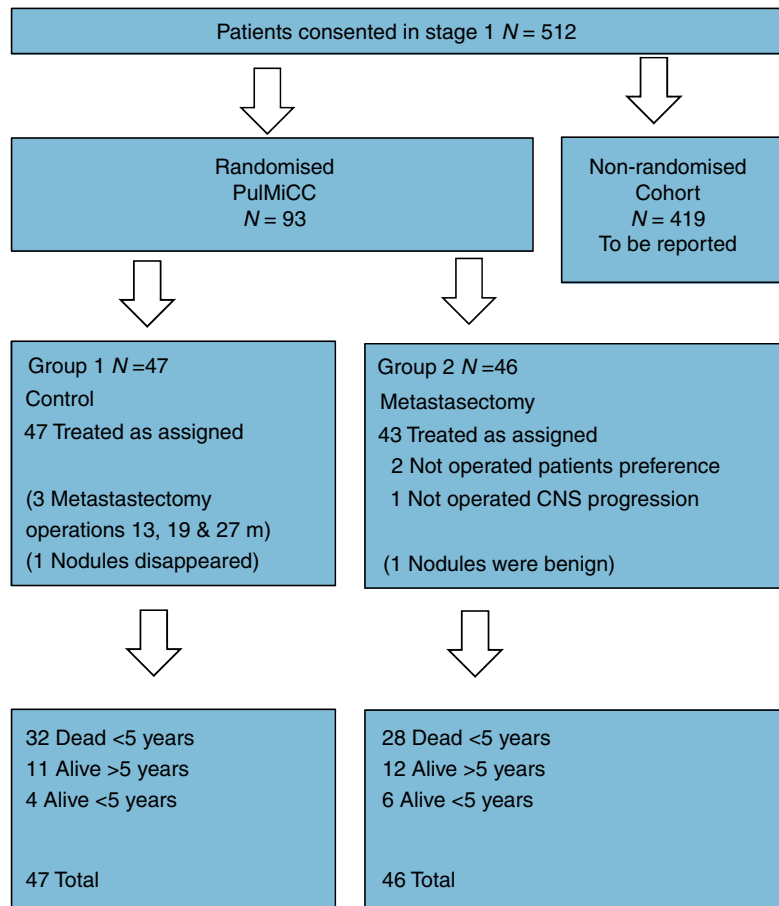 Patients consented in stage 1 N = 512
Randomised
PulMiCC
N = 93
Non-randomised
Cohort
N = 419
To be reported
Group 1 N =47
Control
47 Treated as assigned
(3 Metastastectomy
operations 13, 19 & 27 m)
(1 Nodules disappeared)
Group 2 N =46
Metastasectomy
43 Treated as assigned
2 Not operated patients preference
1 Not operated CNS progression
(1 Nodules were benign)
32 Dead <5 years
11 Alive >5 years
4 Alive <5 years
47 Total
28 Dead <5 years
12 Alive >5 years
6 Alive <5 years
46 Total